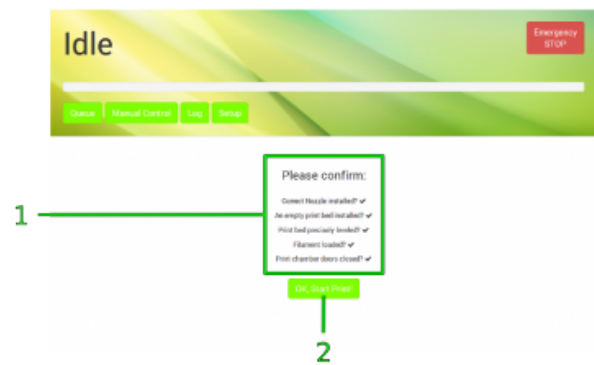 Idle
Emergency
STOP
Queue
Manual Control
Log
Setup
Please confirm:
Correct Nozzle installed? ✔
An empty print bed installed? ✔
Print bed precisely leveled? ✔
Filament loaded? ✔
Print chamber doors closed? ✔
1
OK, Start Print!
2